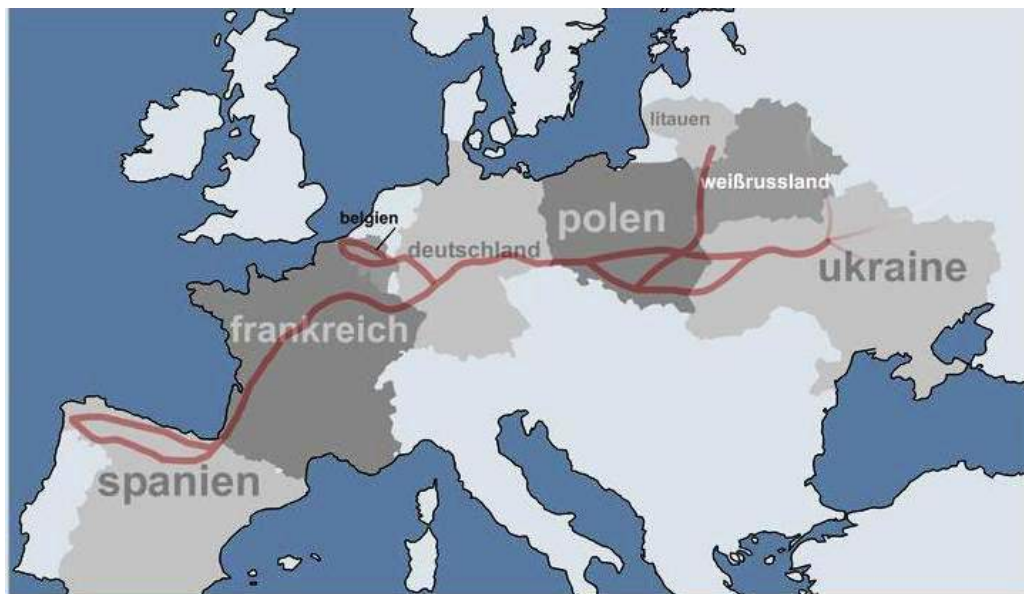 litauen
weißrussland
belgien
polen
deutschland
ukraine
frankreich
spanien